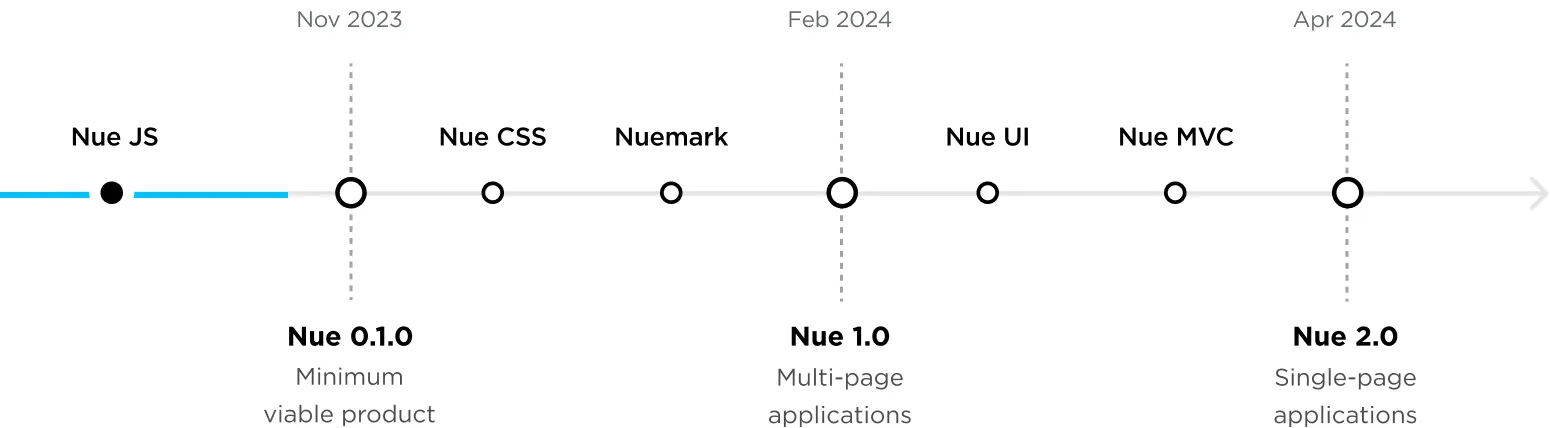 Nov 2023
Feb 2024
Apr 2024
Nue JS
Nue CSS
Nuemark
Nue UI
Nue MVC
Nue 0.1.0
Minimum
viable product
Nue 1.0
Multi-page
applications
Nue 2.0
Single-page
applications